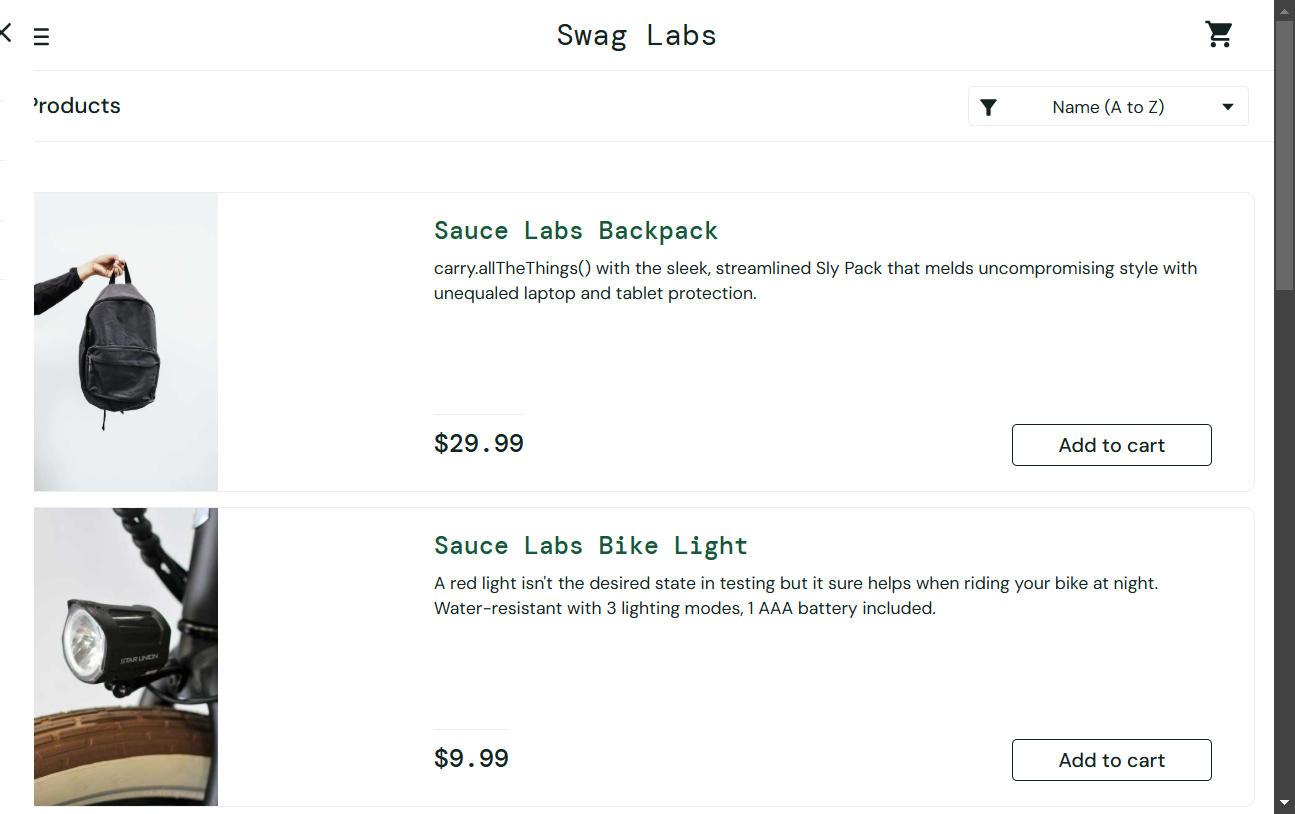 Swag Labs
Products
Name (A to Z)
Sauce Labs Backpack
carry.allTheThings() with the sleek, streamlined Sly Pack that melds uncompromising style with
unequaled laptop and tablet protection.
$29.99
Add to cart
Sauce Labs Bike Light
A red light isn't the desired state in testing but it sure helps when riding your bike at night.
Water-resistant with 3 lighting modes, 1 AAA battery included.
STAR UNION
$9.99
Add to cart